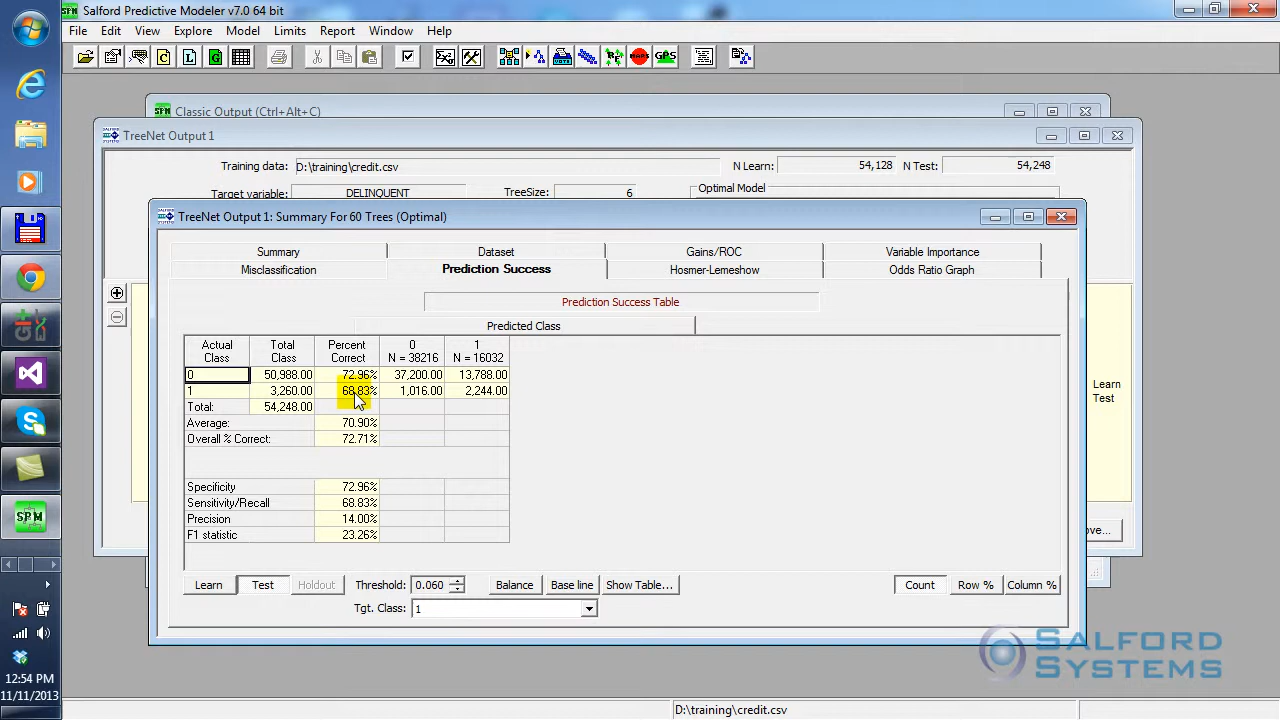 Salford Predictive Modeler v7.0 64 bit
File Edit View Explore Model Limits Report Window Help
Classic Output (Ctrl+Alt+C)
TreeNet Output 1
Training data: D:\training\credit.csv N Learn: 54,128 N Test: 54,248
Target variable: DELINQUENT TreeSize: 6 Optimal Model
TreeNet Output 1: Summary For 60 Trees (Optimal)
Summary Dataset Gains/ROC Variable Importance
Misclassification Prediction Success Hosmer-Lemeshow Odds Ratio Graph
Prediction Success Table
Predicted Class
Actual Class Total Class Percent Correct 0 N = 38216 1 N = 16032
0 50,988.00 72.96% 37,200.00 13,788.00
1 3,260.00 68.83% 1,016.00 2,244.00
Total: 54,248.00
Average: 70.90%
Overall % Correct: 72.71%
Specificity 72.96%
Sensitivity/Recall 68.83%
Precision 14.00%
F1 statistic 23.26%
Learn
Test
ove...
Learn Test Holdout Threshold: 0.060 Balance Base line Show Table... Count Row % Column %
Tgt. Class: 1
SPM
SALFORD
SYSTEMS
12:54 PM
11/11/2013
D:\training\credit.csv